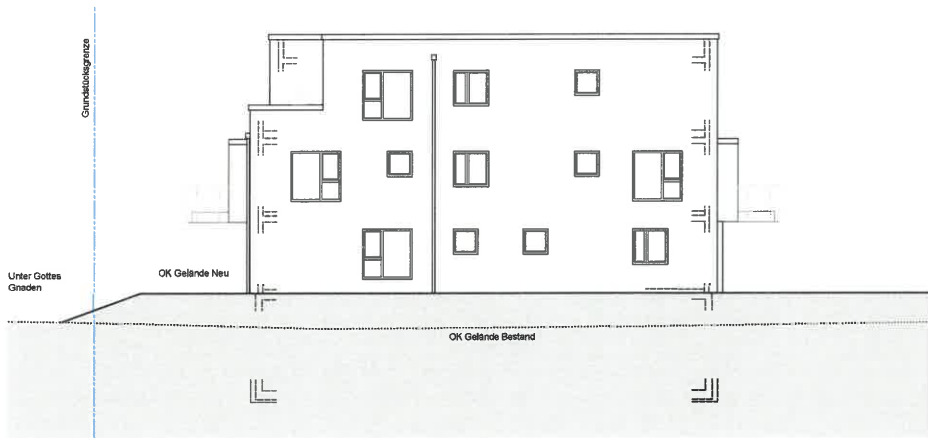 Grundstücksgrenze
Unter Gottes
Gnaden
OK Gelände Neu
OK Gelände Bestand